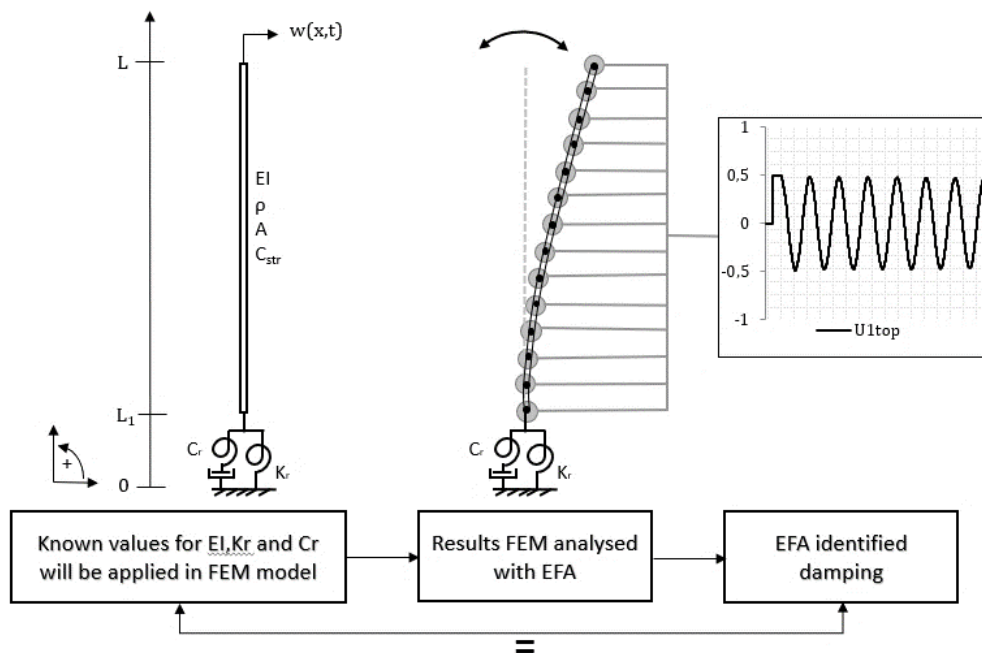 w(x,t)
L
EI
ρ
A
Cstr
L1
+
0
Cr
Kr
Cr
Kr
1
0,5
0
-0,5
-1
U1top
Known values for EI,Kr and Cr
will be applied in FEM model
Results FEM analysed
with EFA
EFA identified
damping
=